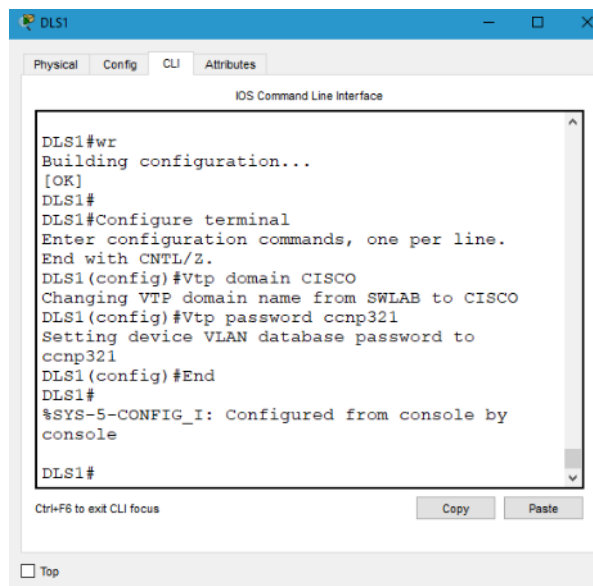 DLS1
Physical Config CLI Attributes
IOS Command Line Interface
DLS1#wr
Building configuration...
[OK]
DLS1#
DLS1#Configure terminal
Enter configuration commands, one per line.
End with CNTL/Z.
DLS1(config)#Vtp domain CISCO
Changing VTP domain name from SWLAB to CISCO
DLS1(config)#Vtp password ccnp321
Setting device VLAN database password to
ccnp321
DLS1(config)#End
DLS1#
%SYS-5-CONFIG_I: Configured from console by
console
DLS1#
Ctrl+F6 to exit CLI focus
Copy Paste
Top